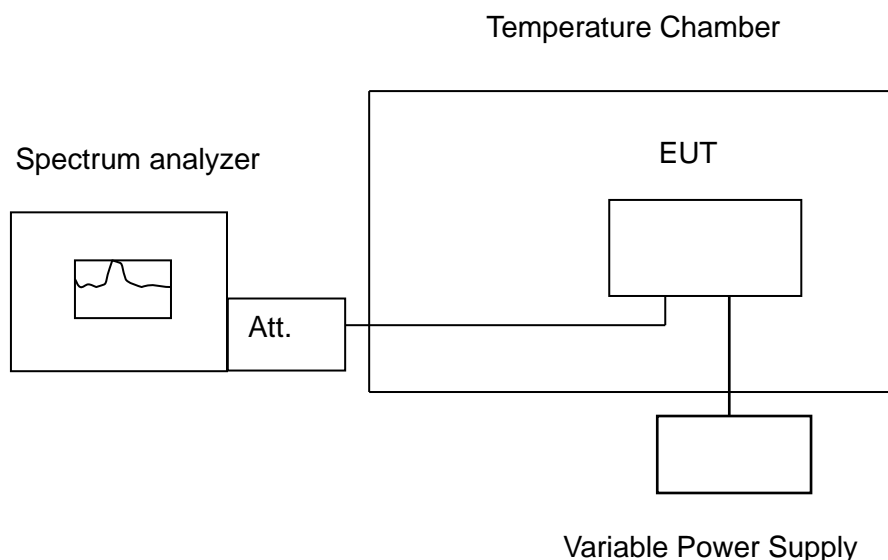 Temperature Chamber
Spectrum analyzer
EUT
Att.
Variable Power Supply